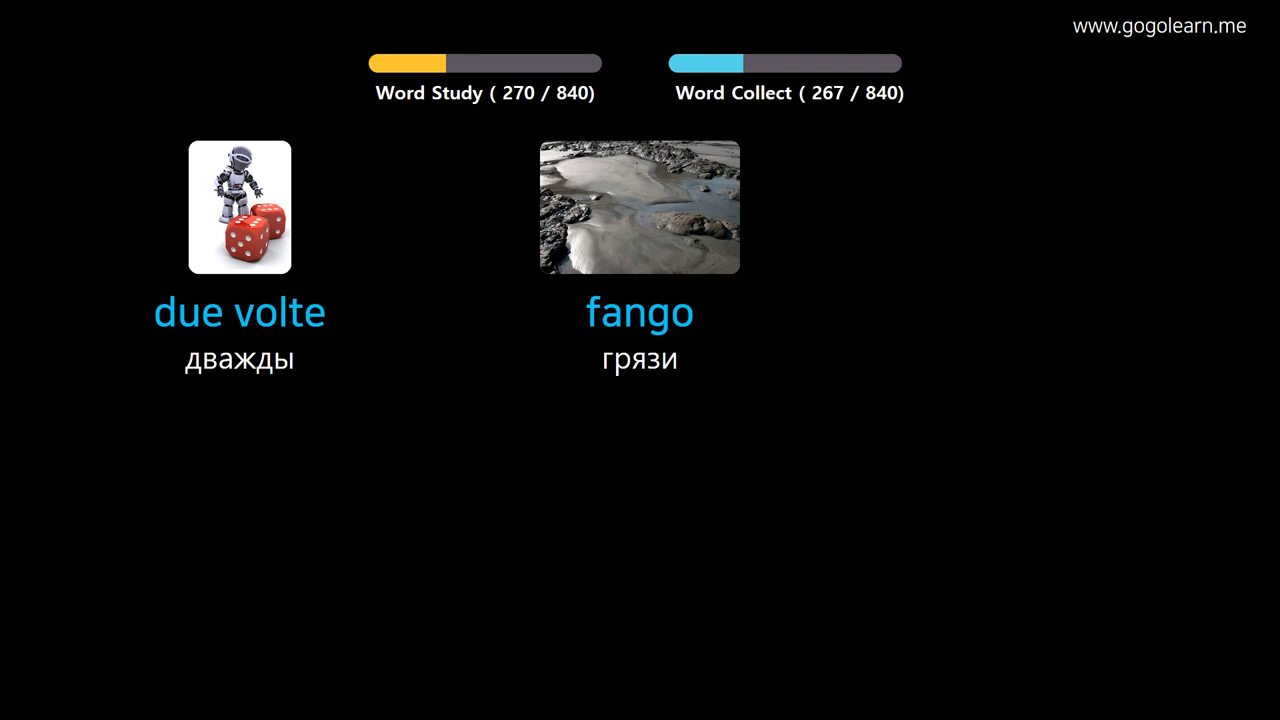 www.gogolearn.me
Word Study ( 270 / 840)
Word Collect ( 267 / 840)
due volte
дважды
fango
грязи